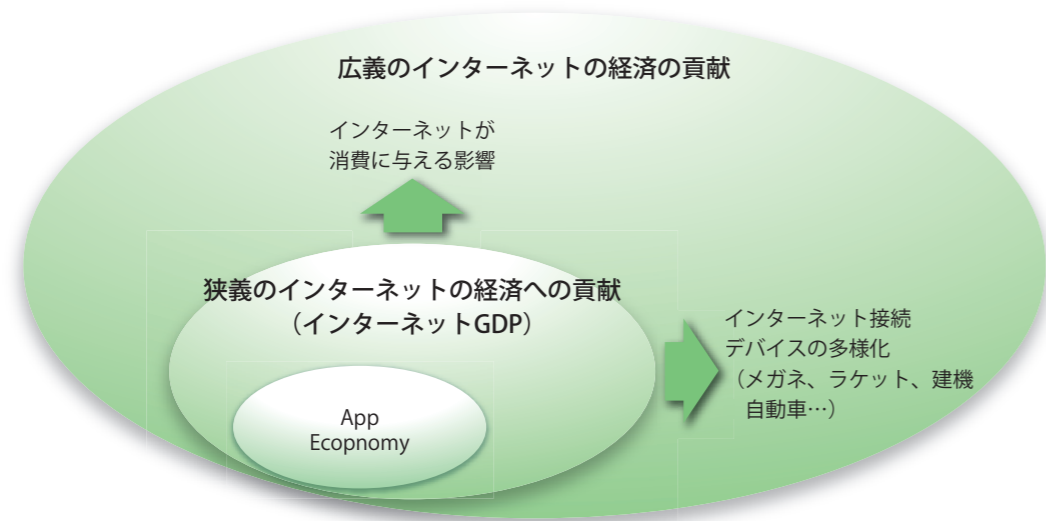 広義のインターネットの経済の貢献
インターネットが
消費に与える影響
狭義のインターネットの経済への貢献
（インターネットGDP）
インターネット接続
デバイスの多様化
（メガネ、ラケット、建機
自動車…）
App
Ecopnomy